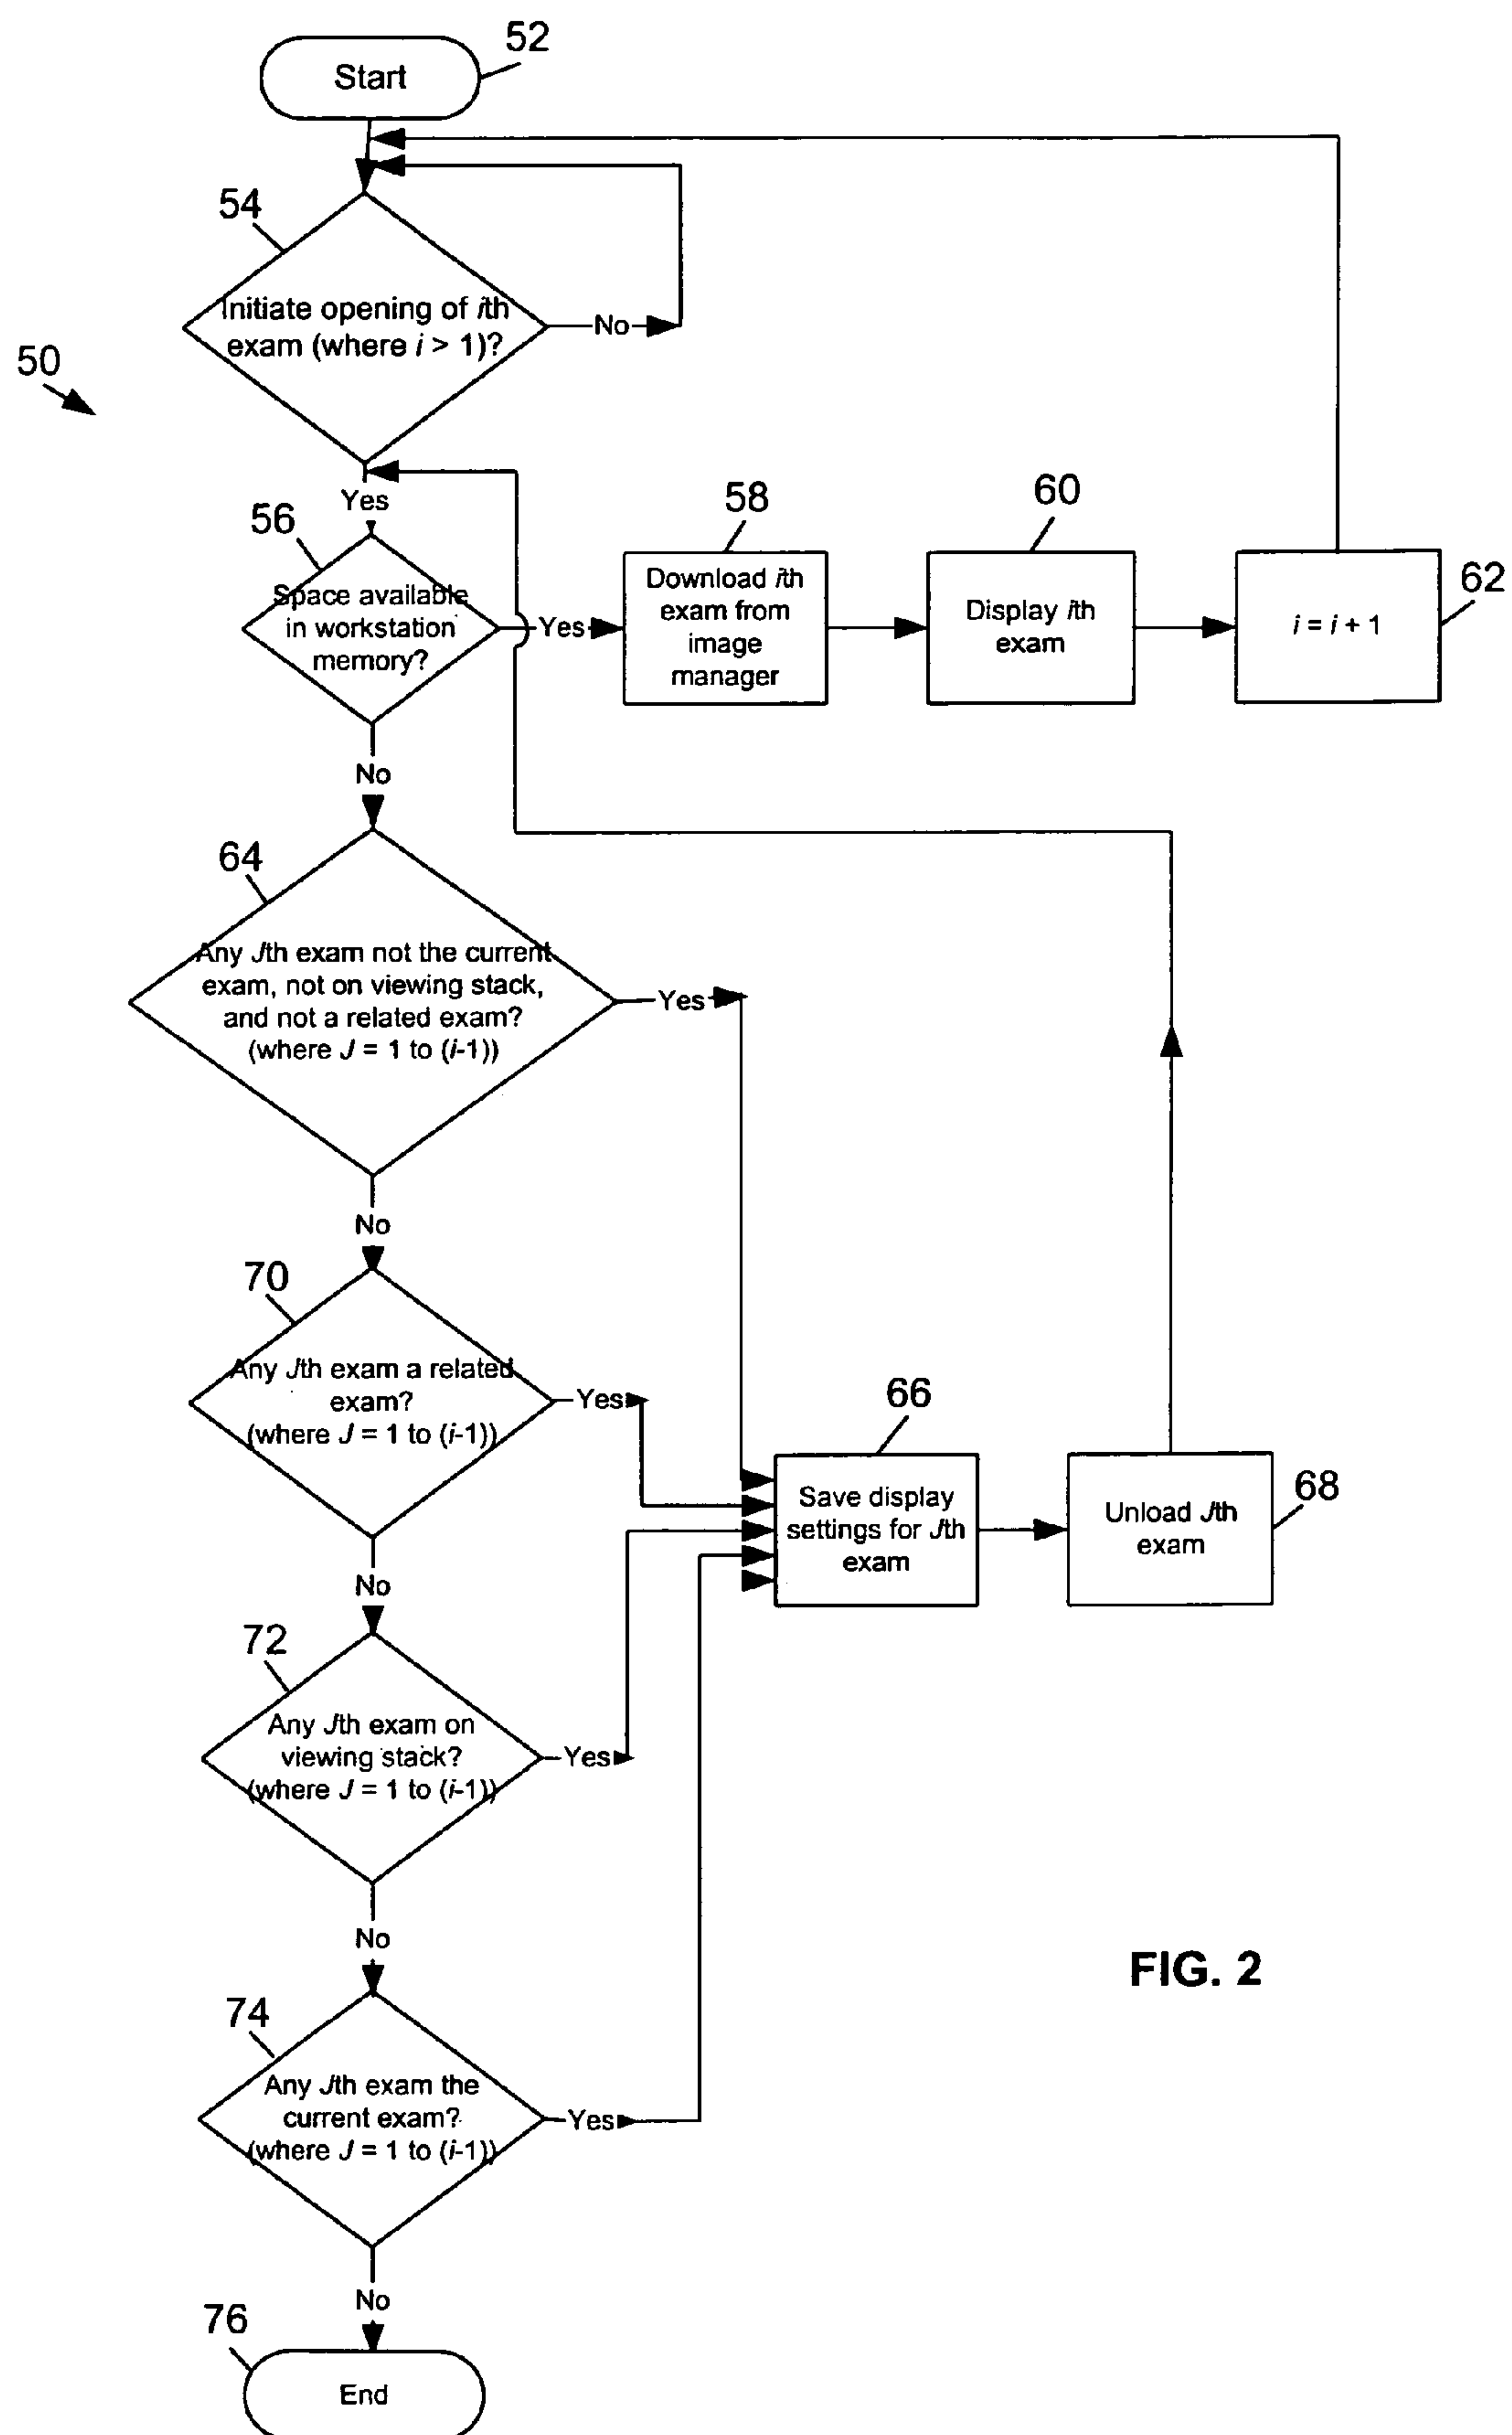 52
Start
54
Initiate opening of ith
exam (where i > 1)?
No
50
Yes
56
Space available
in workstation
memory?
Yes
58
Download ith
exam from
image
manager
60
Display ith
exam
62
i = i + 1
No
64
Any Jth exam not the current
exam, not on viewing stack,
and not a related exam?
(where J = 1 to (i-1))
Yes
No
70
Any Jth exam a related
exam?
(where J = 1 to (i-1))
Yes
66
Save display
settings for Jth
exam
68
Unload Jth
exam
No
72
Any Jth exam on
viewing stack?
(where J = 1 to (i-1))
Yes
No
74
Any Jth exam the
current exam?
(where J = 1 to (i-1))
Yes
FIG. 2
No
76
End